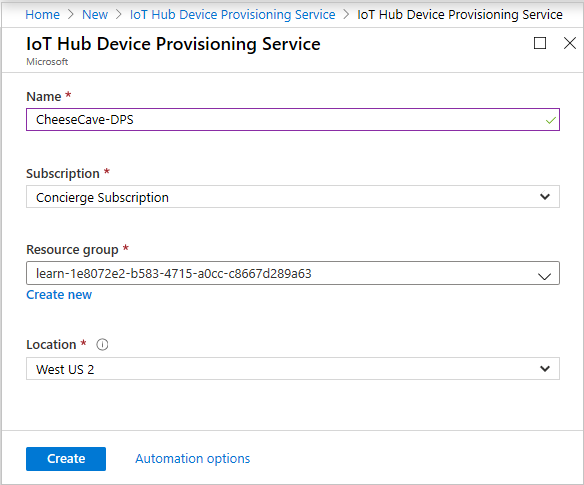 Home > New > IoT Hub Device Provisioning Service > IoT Hub Device Provisioning Service
IoT Hub Device Provisioning Service
Microsoft
Name *
CheeseCave-DPS
Subscription *
Concierge Subscription
Resource group *
learn-1e8072e2-b583-4715-a0cc-c8667d289a63
Create new
Location *
West US 2
Create Automation options